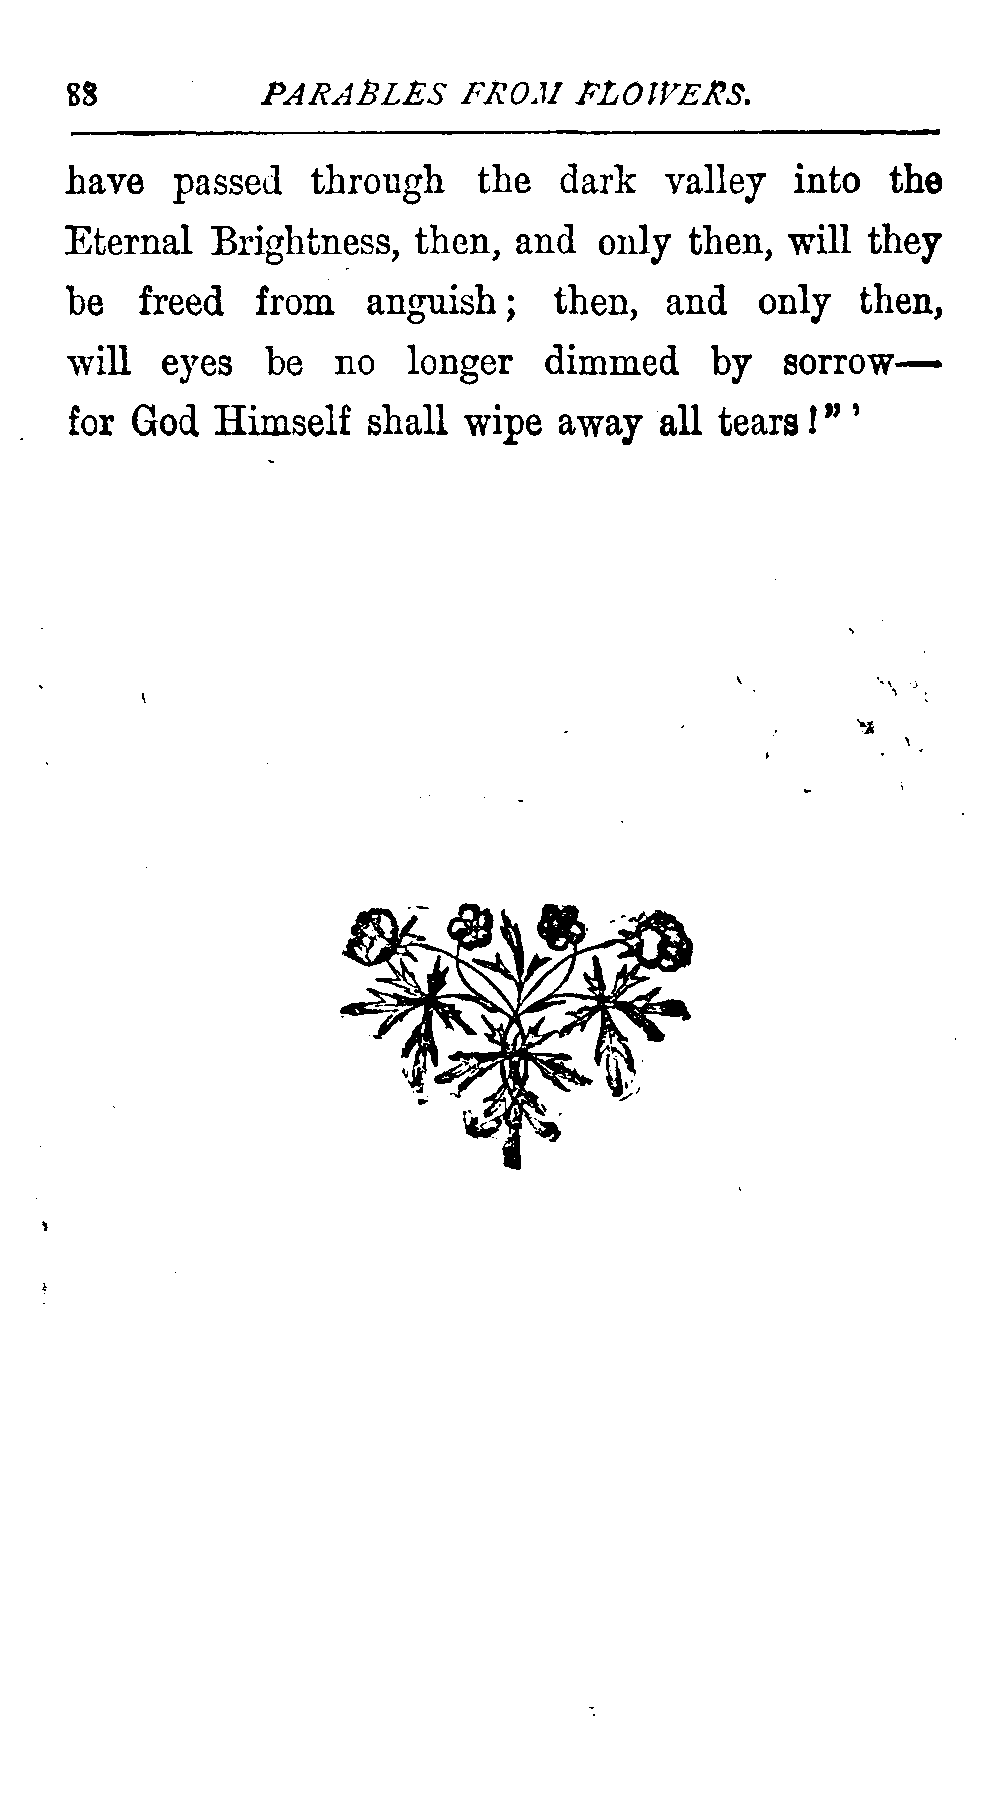 88 PARABLES FROM FLOWERS.
have passed through the dark valley into the
Eternal Brightness, then, and only then, will they
be freed from anguish; then, and only then,
will eyes be no longer dimmed by sorrow—
for God Himself shall wipe away all tears!" '